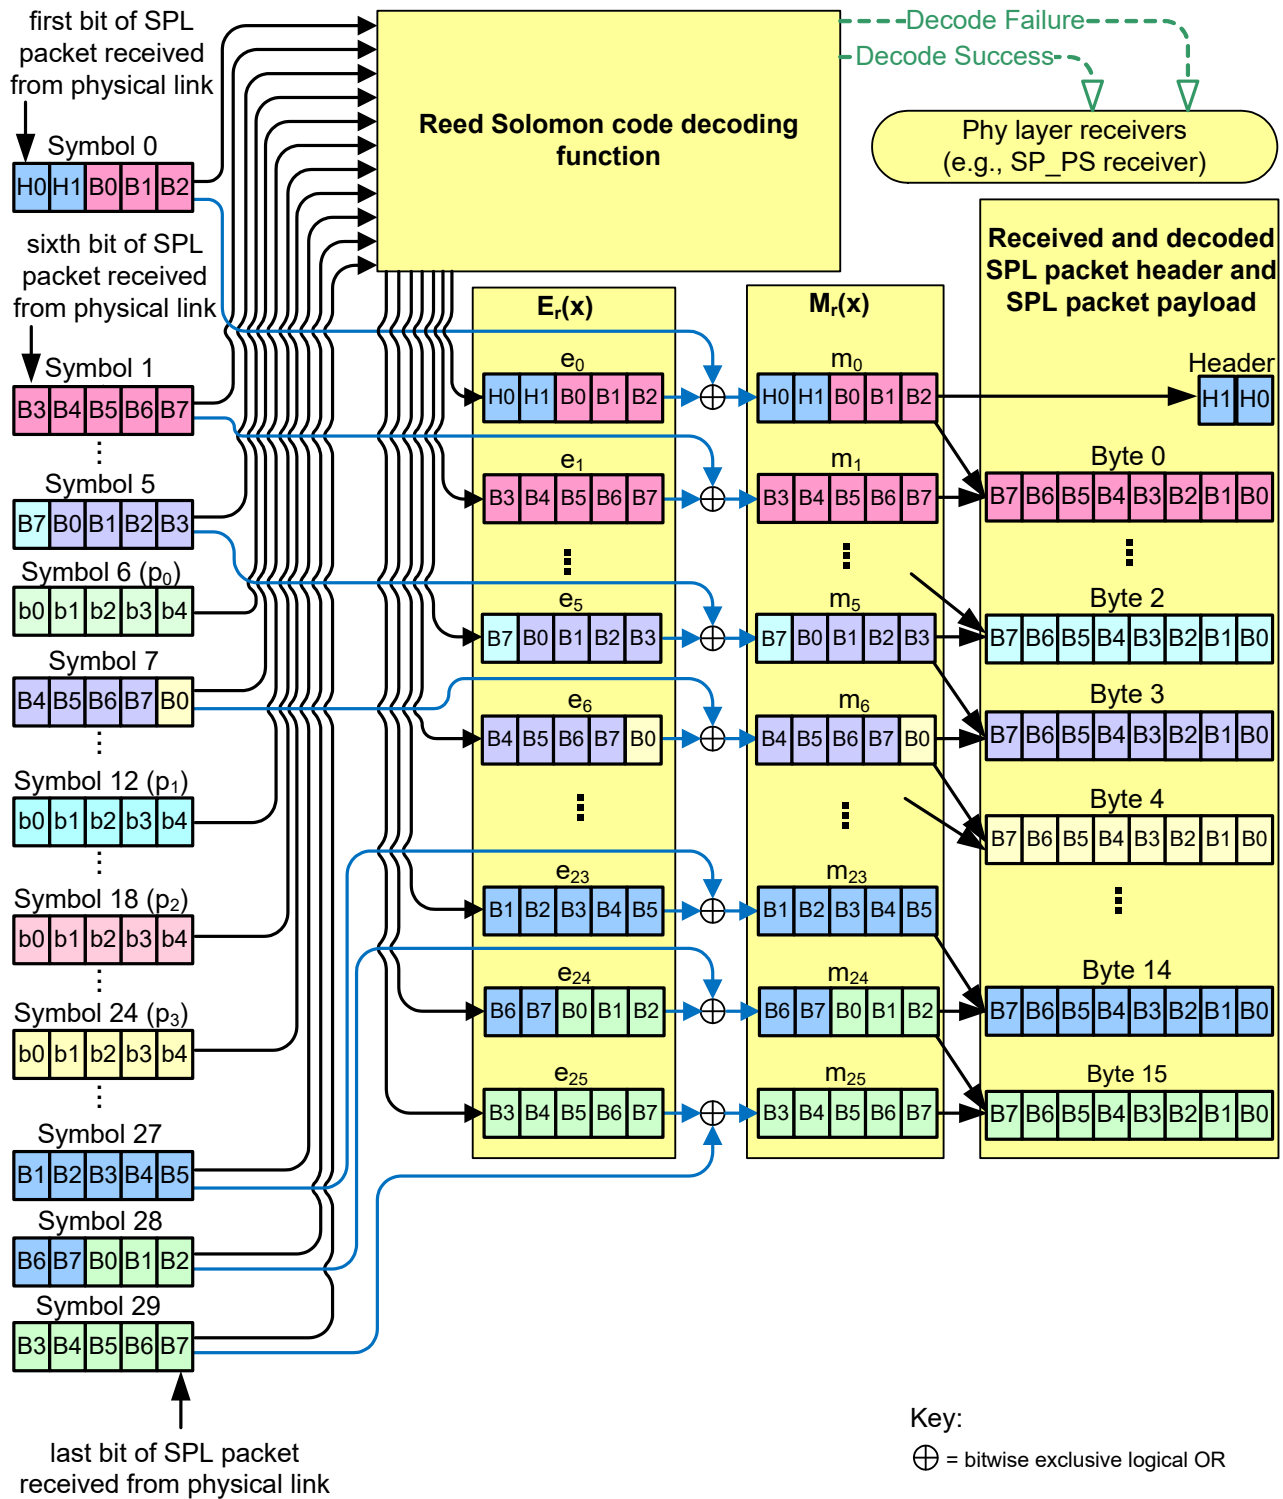 first bit of SPL
packet received
from physical link
Symbol 0
H0 H1 B0 B1 B2
sixth bit of SPL
packet received
from physical link
Symbol 1
B3 B4 B5 B6 B7
Symbol 5
B7 B0 B1 B2 B3
Symbol 6 (p0)
b0 b1 b2 b3 b4
Symbol 7
B4 B5 B6 B7 B0
Symbol 12 (p1)
b0 b1 b2 b3 b4
Symbol 18 (p2)
b0 b1 b2 b3 b4
Symbol 24 (p3)
b0 b1 b2 b3 b4
Symbol 27
B1 B2 B3 B4 B5
Symbol 28
B6 B7 B0 B1 B2
Symbol 29
B3 B4 B5 B6 B7
last bit of SPL packet
received from physical link
Reed Solomon code decoding
function
Decode Failure
Decode Success
Phy layer receivers
(e.g., SP_PS receiver)
Er(x)
e0
H0 H1 B0 B1 B2
e1
B3 B4 B5 B6 B7
e5
B7 B0 B1 B2 B3
e6
B4 B5 B6 B7 B0
e23
B1 B2 B3 B4 B5
e24
B6 B7 B0 B1 B2
e25
B3 B4 B5 B6 B7
Mr(x)
m0
H0 H1 B0 B1 B2
m1
B3 B4 B5 B6 B7
m5
B7 B0 B1 B2 B3
m6
B4 B5 B6 B7 B0
m23
B1 B2 B3 B4 B5
m24
B6 B7 B0 B1 B2
m25
B3 B4 B5 B6 B7
Received and decoded
SPL packet header and
SPL packet payload
Header
H1 H0
Byte 0
B7 B6 B5 B4 B3 B2 B1 B0
Byte 2
B7 B6 B5 B4 B3 B2 B1 B0
Byte 3
B7 B6 B5 B4 B3 B2 B1 B0
Byte 4
B7 B6 B5 B4 B3 B2 B1 B0
Byte 14
B7 B6 B5 B4 B3 B2 B1 B0
Byte 15
B7 B6 B5 B4 B3 B2 B1 B0
Key:
⊕ = bitwise exclusive logical OR